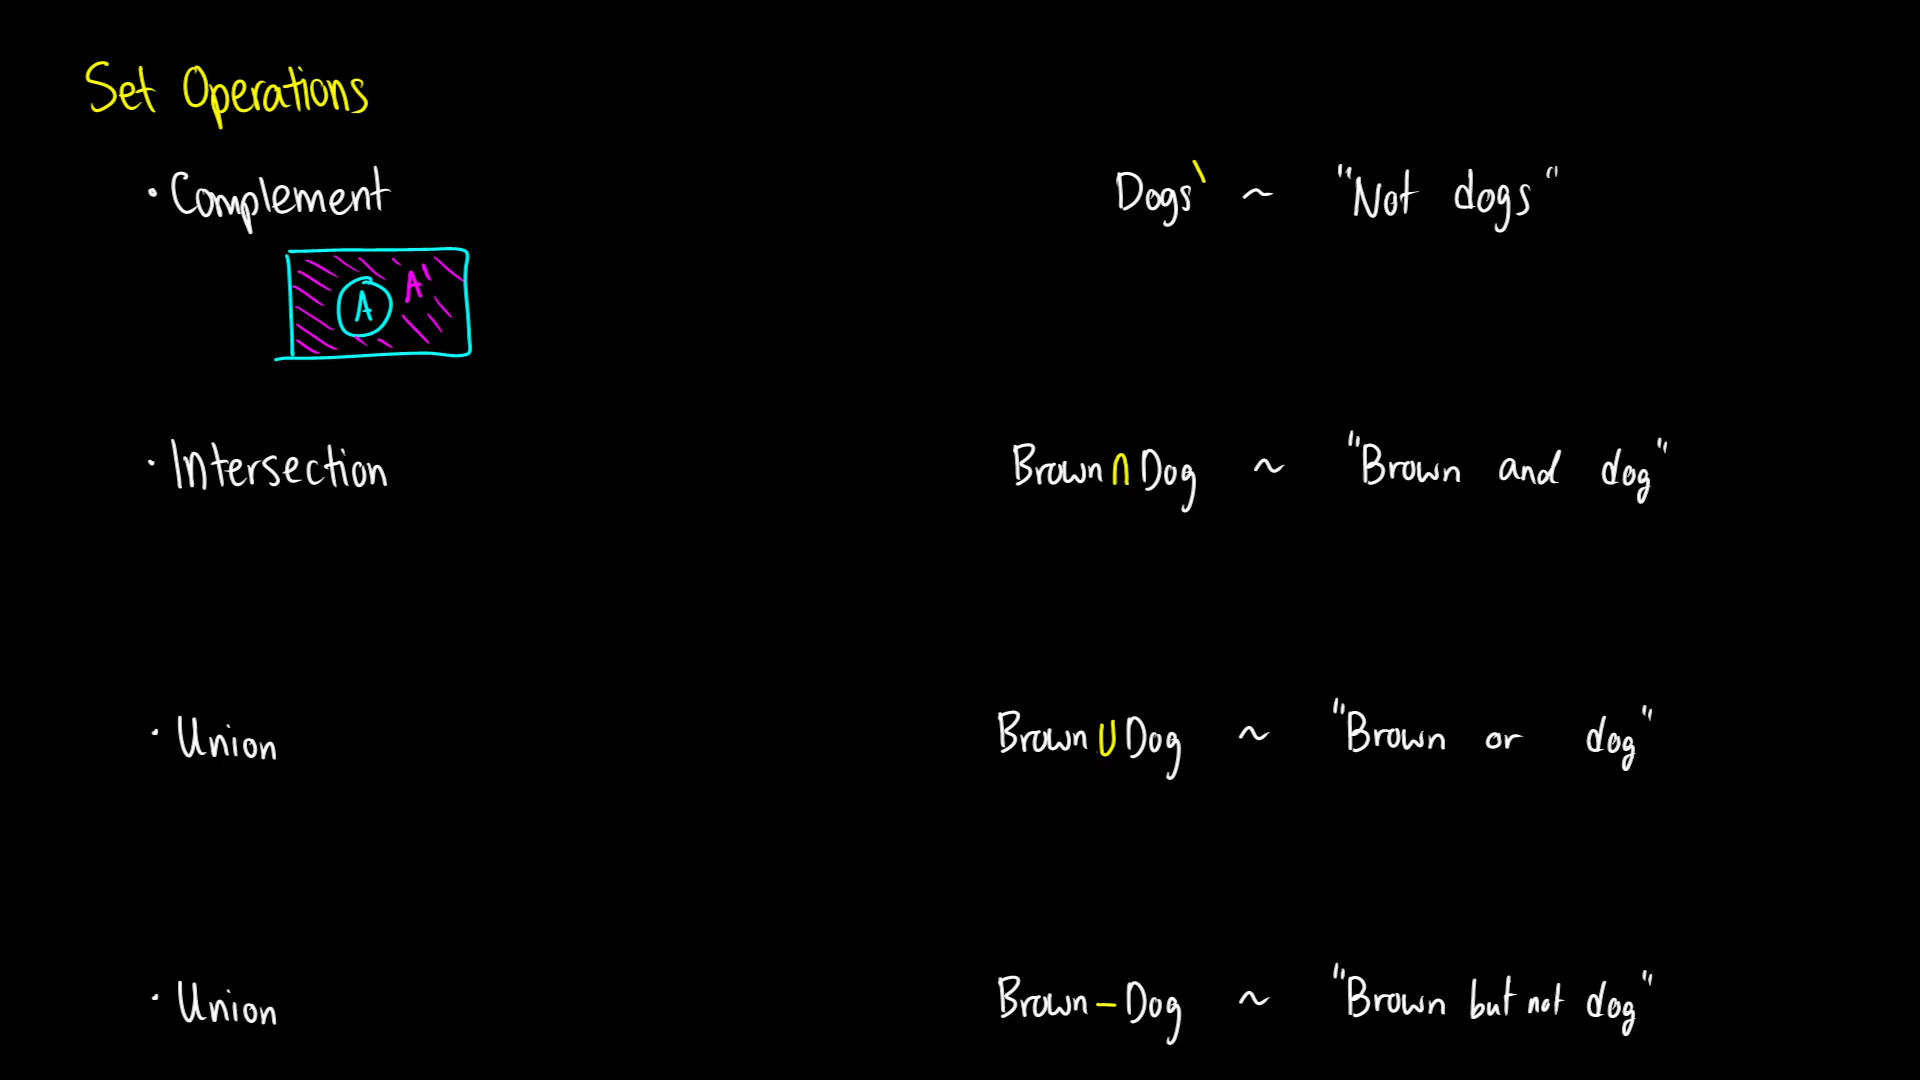 Set Operations
• Complement Dogs' ~ "Not dogs"
A A'
• Intersection Brown ∩ Dog ~ "Brown and dog"
• Union Brown ∪ Dog ~ "Brown or dog"
• Union Brown - Dog ~ "Brown but not dog"